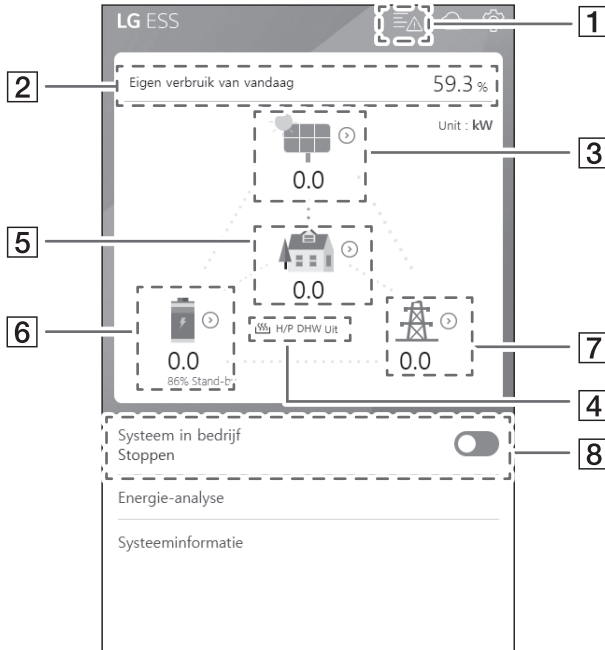 LG ESS
1
2
Eigen verbruik van vandaag 59.3 %
Unit : kW
3
0.0
5
0.0
6
H/P DHW Uit
7
0.0
86% Stand-b
0.0
4
Systeem in bedrijf
Stoppen
8
Energie-analyse
Systeeminformatie